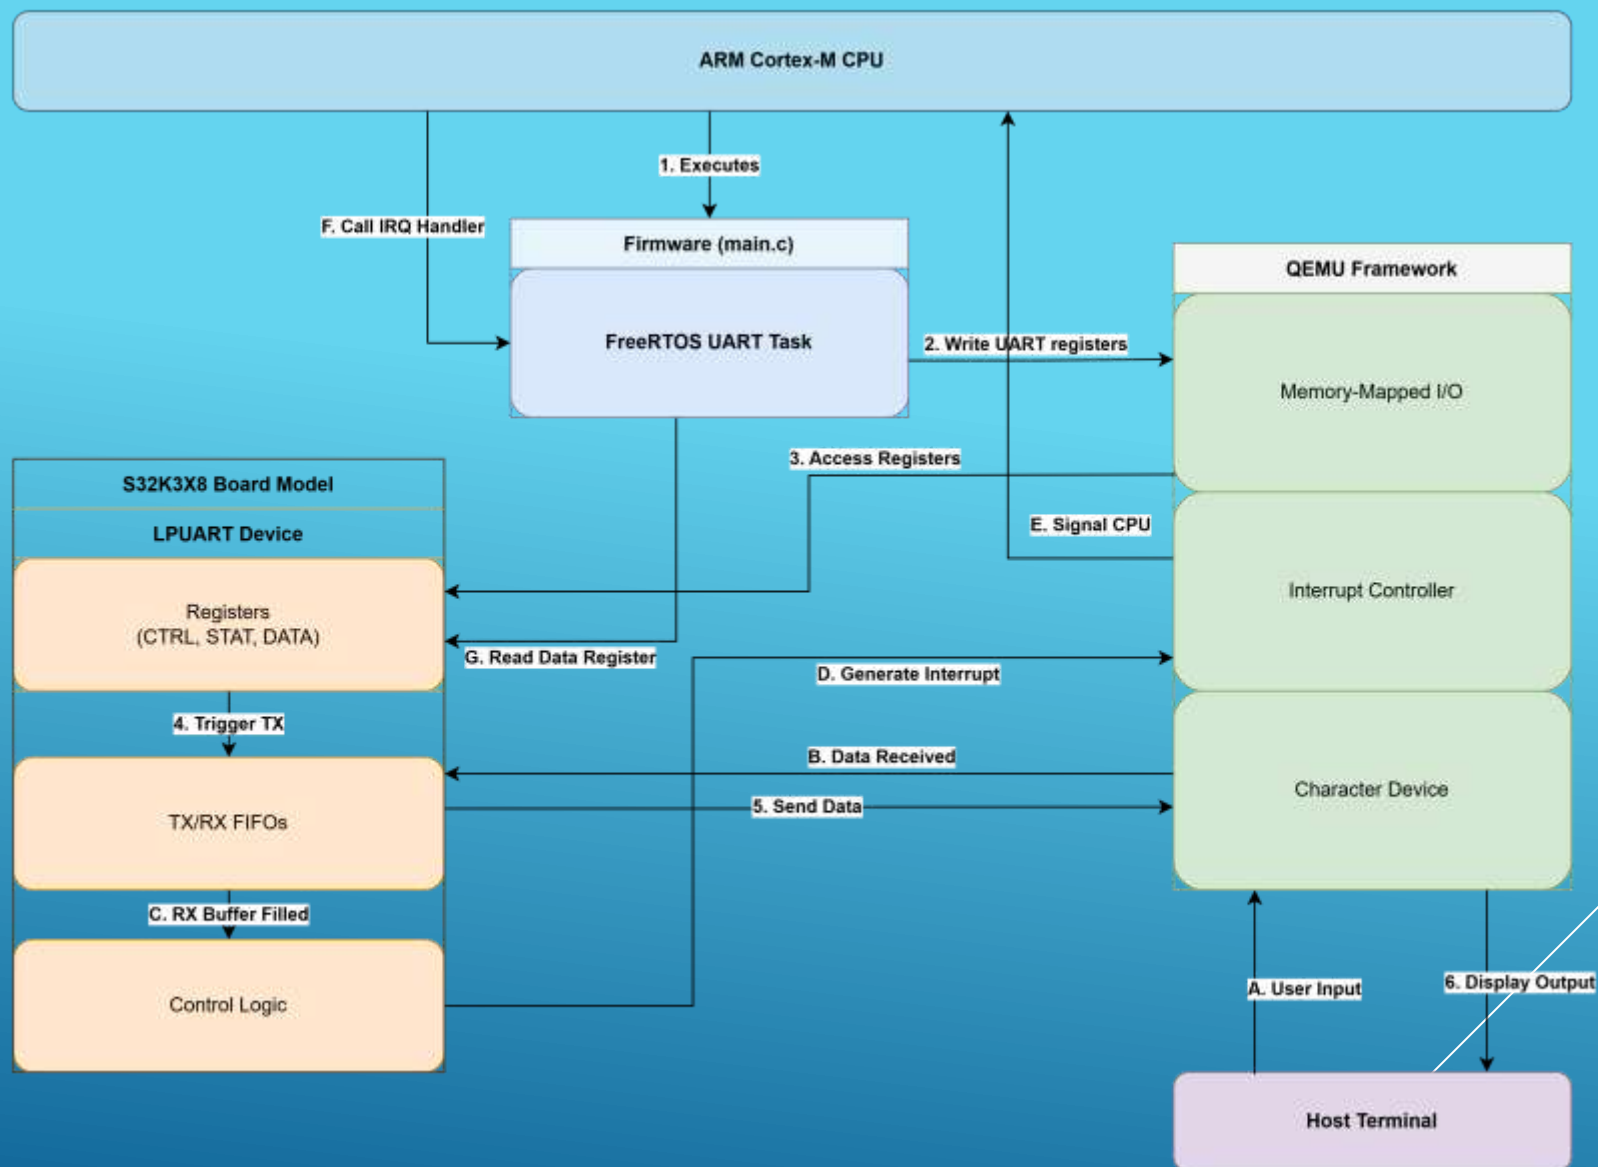 ARM Cortex-M CPU
1. Executes
F. Call IRQ Handler
Firmware (main.c)
FreeRTOS UART Task
QEMU Framework
2. Write UART registers
Memory-Mapped I/O
3. Access Registers
S32K3X8 Board Model
LPUART Device
E. Signal CPU
Registers
(CTRL, STAT, DATA)
Interrupt Controller
G. Read Data Register
D. Generate Interrupt
4. Trigger TX
B. Data Received
Character Device
5. Send Data
TX/RX FIFOs
C. RX Buffer Filled
Control Logic
A. User Input
6. Display Output
Host Terminal